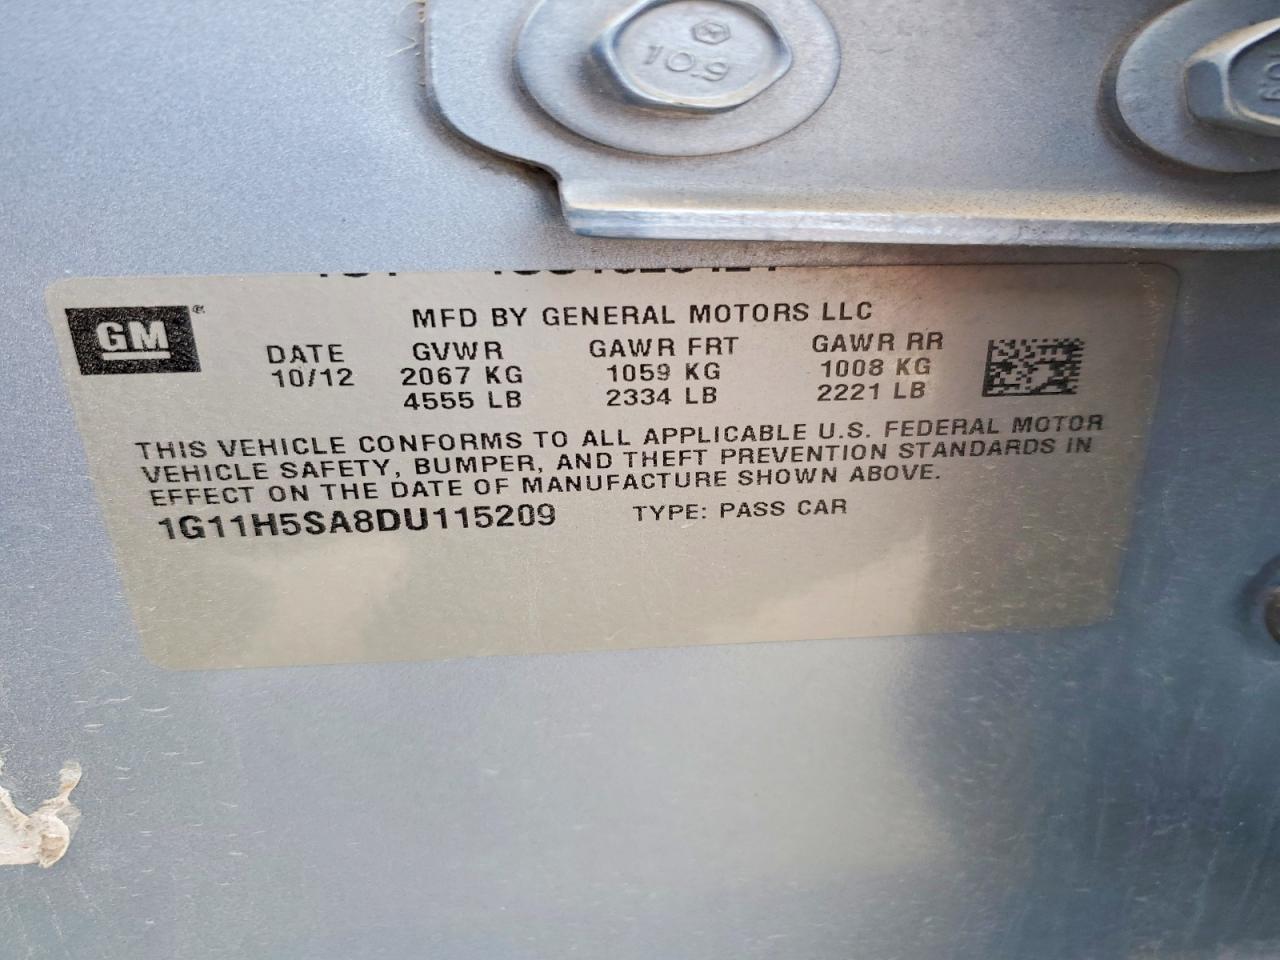 10.9
GM
®
MFD BY GENERAL MOTORS LLC
DATE GVWR GAWR FRT GAWR RR
10/12 2067 KG 1059 KG 1008 KG
4555 LB 2334 LB 2221 LB
THIS VEHICLE CONFORMS TO ALL APPLICABLE U.S. FEDERAL MOTOR
VEHICLE SAFETY, BUMPER, AND THEFT PREVENTION STANDARDS IN
EFFECT ON THE DATE OF MANUFACTURE SHOWN ABOVE.
1G11H5SA8DU115209 TYPE: PASS CAR